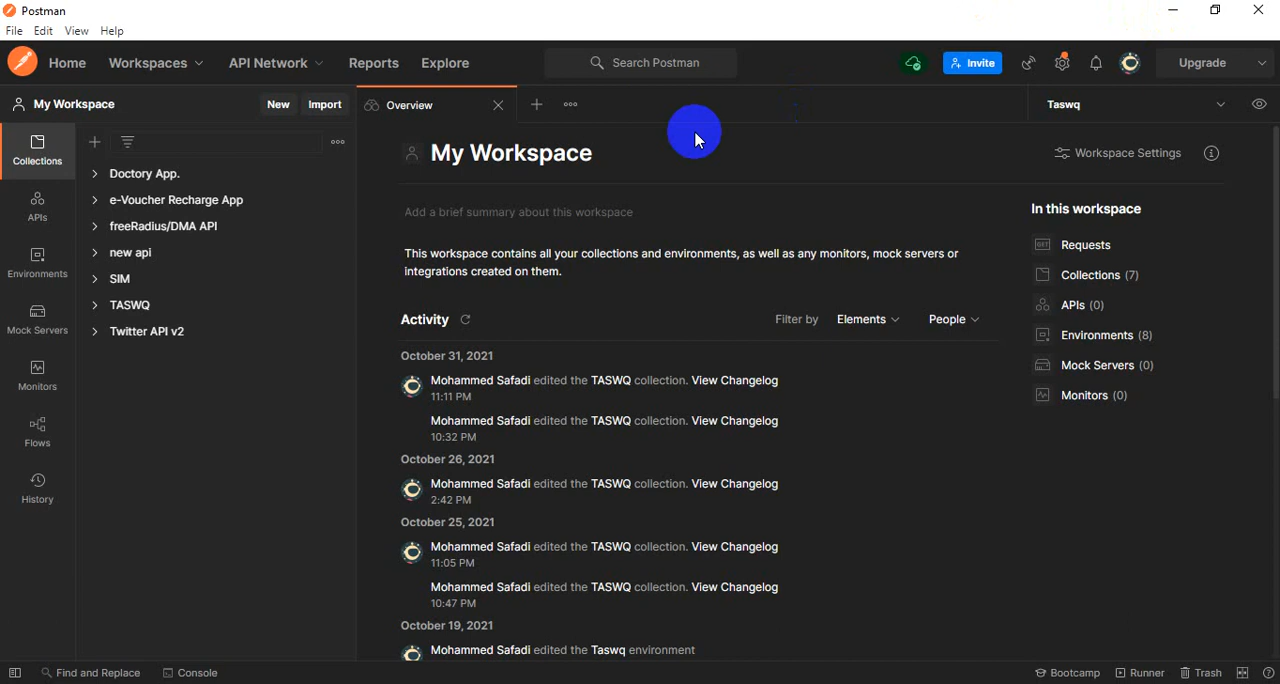 Postman
File Edit View Help
Home Workspaces API Network Reports Explore Search Postman Invite Upgrade
My Workspace New Import Overview Taswq
Collections
APIs
Environments
Mock Servers
Monitors
Flows
History
Doctory App.
e-Voucher Recharge App
freeRadius/DMA API
new api
SIM
TASWQ
Twitter API v2
My Workspace
Workspace Settings
Add a brief summary about this workspace
This workspace contains all your collections and environments, as well as any monitors, mock servers or
integrations created on them.
Activity Filter by Elements People
October 31, 2021
Mohammed Safadi edited the TASWQ collection. View Changelog
11:11 PM
Mohammed Safadi edited the TASWQ collection. View Changelog
10:32 PM
October 26, 2021
Mohammed Safadi edited the TASWQ collection. View Changelog
2:42 PM
October 25, 2021
Mohammed Safadi edited the TASWQ collection. View Changelog
11:05 PM
Mohammed Safadi edited the TASWQ collection. View Changelog
10:47 PM
October 19, 2021
Mohammed Safadi edited the Taswq environment
In this workspace
GET Requests
Collections (7)
APIs (0)
Environments (8)
Mock Servers (0)
Monitors (0)
Find and Replace Console Bootcamp Runner Trash